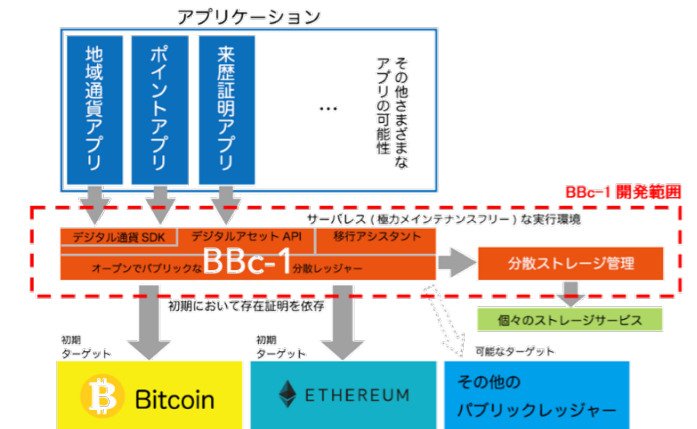 アプリケーション
地域通貨アプリ
ポイントアプリ
来歴証明アプリ
…
その他さまざまな
アプリの可能性
BBc-1 開発範囲
サーバレス ( 極力メインテナンスフリー ) な実行環境
デジタル通貨 SDK
デジタルアセット API
移行アシスタント
オープンでパブリックな BBc-1 分散レッジャー
分散ストレージ管理
個々のストレージサービス
初期において存在証明を依存
初期
ターゲット
初期
ターゲット
可能なターゲット
Bitcoin
ETHEREUM
その他の
パブリックレッジャー